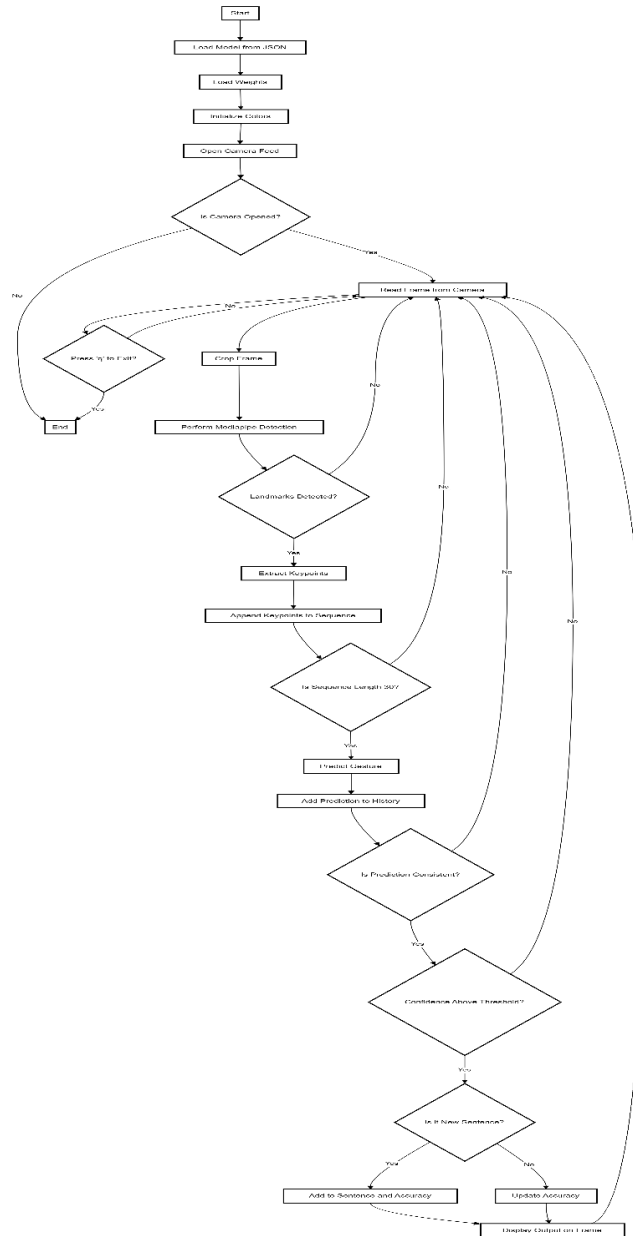 Start
Load Model from JSON
Load Weights
Initialize Colors
Open Camera Feed
Is Camera Opened?
No
Yes
Read Frame from Camera
No
Press 'q' to Exit?
Crop Frame
No
Yes
End
Perform Mediapipe Detection
Landmarks Detected?
No
Yes
Extract Keypoints
No
Append Keypoints to Sequence
No
Is Sequence Length 30?
Yes
Predict Gesture
Add Prediction to History
Is Prediction Consistent?
Yes
Confidence Above Threshold?
Yes
Is It New Sentence?
Yes
No
Add to Sentence and Accuracy
Update Accuracy
Display Output on Frame